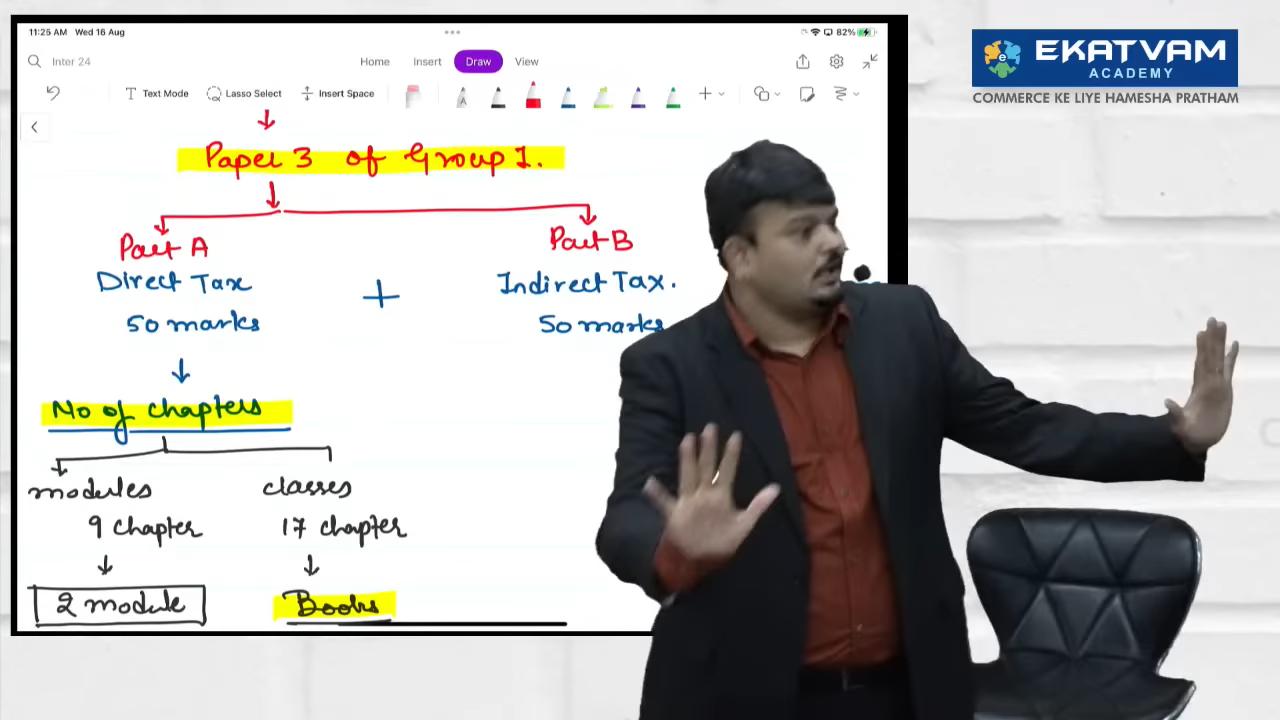 11:25 AM Wed 16 Aug
82%
Inter 24
Home Insert Draw View
Text Mode Lasso Select Insert Space
Paper 3 of Group I.
Part A Part B
Direct Tax + Indirect Tax.
50 marks 50 marks
No of chapters
modules classes
9 chapter 17 chapter
2 module Books
EKATVAM
ACADEMY
COMMERCE KE LIYE HAMESHA PRATHAM